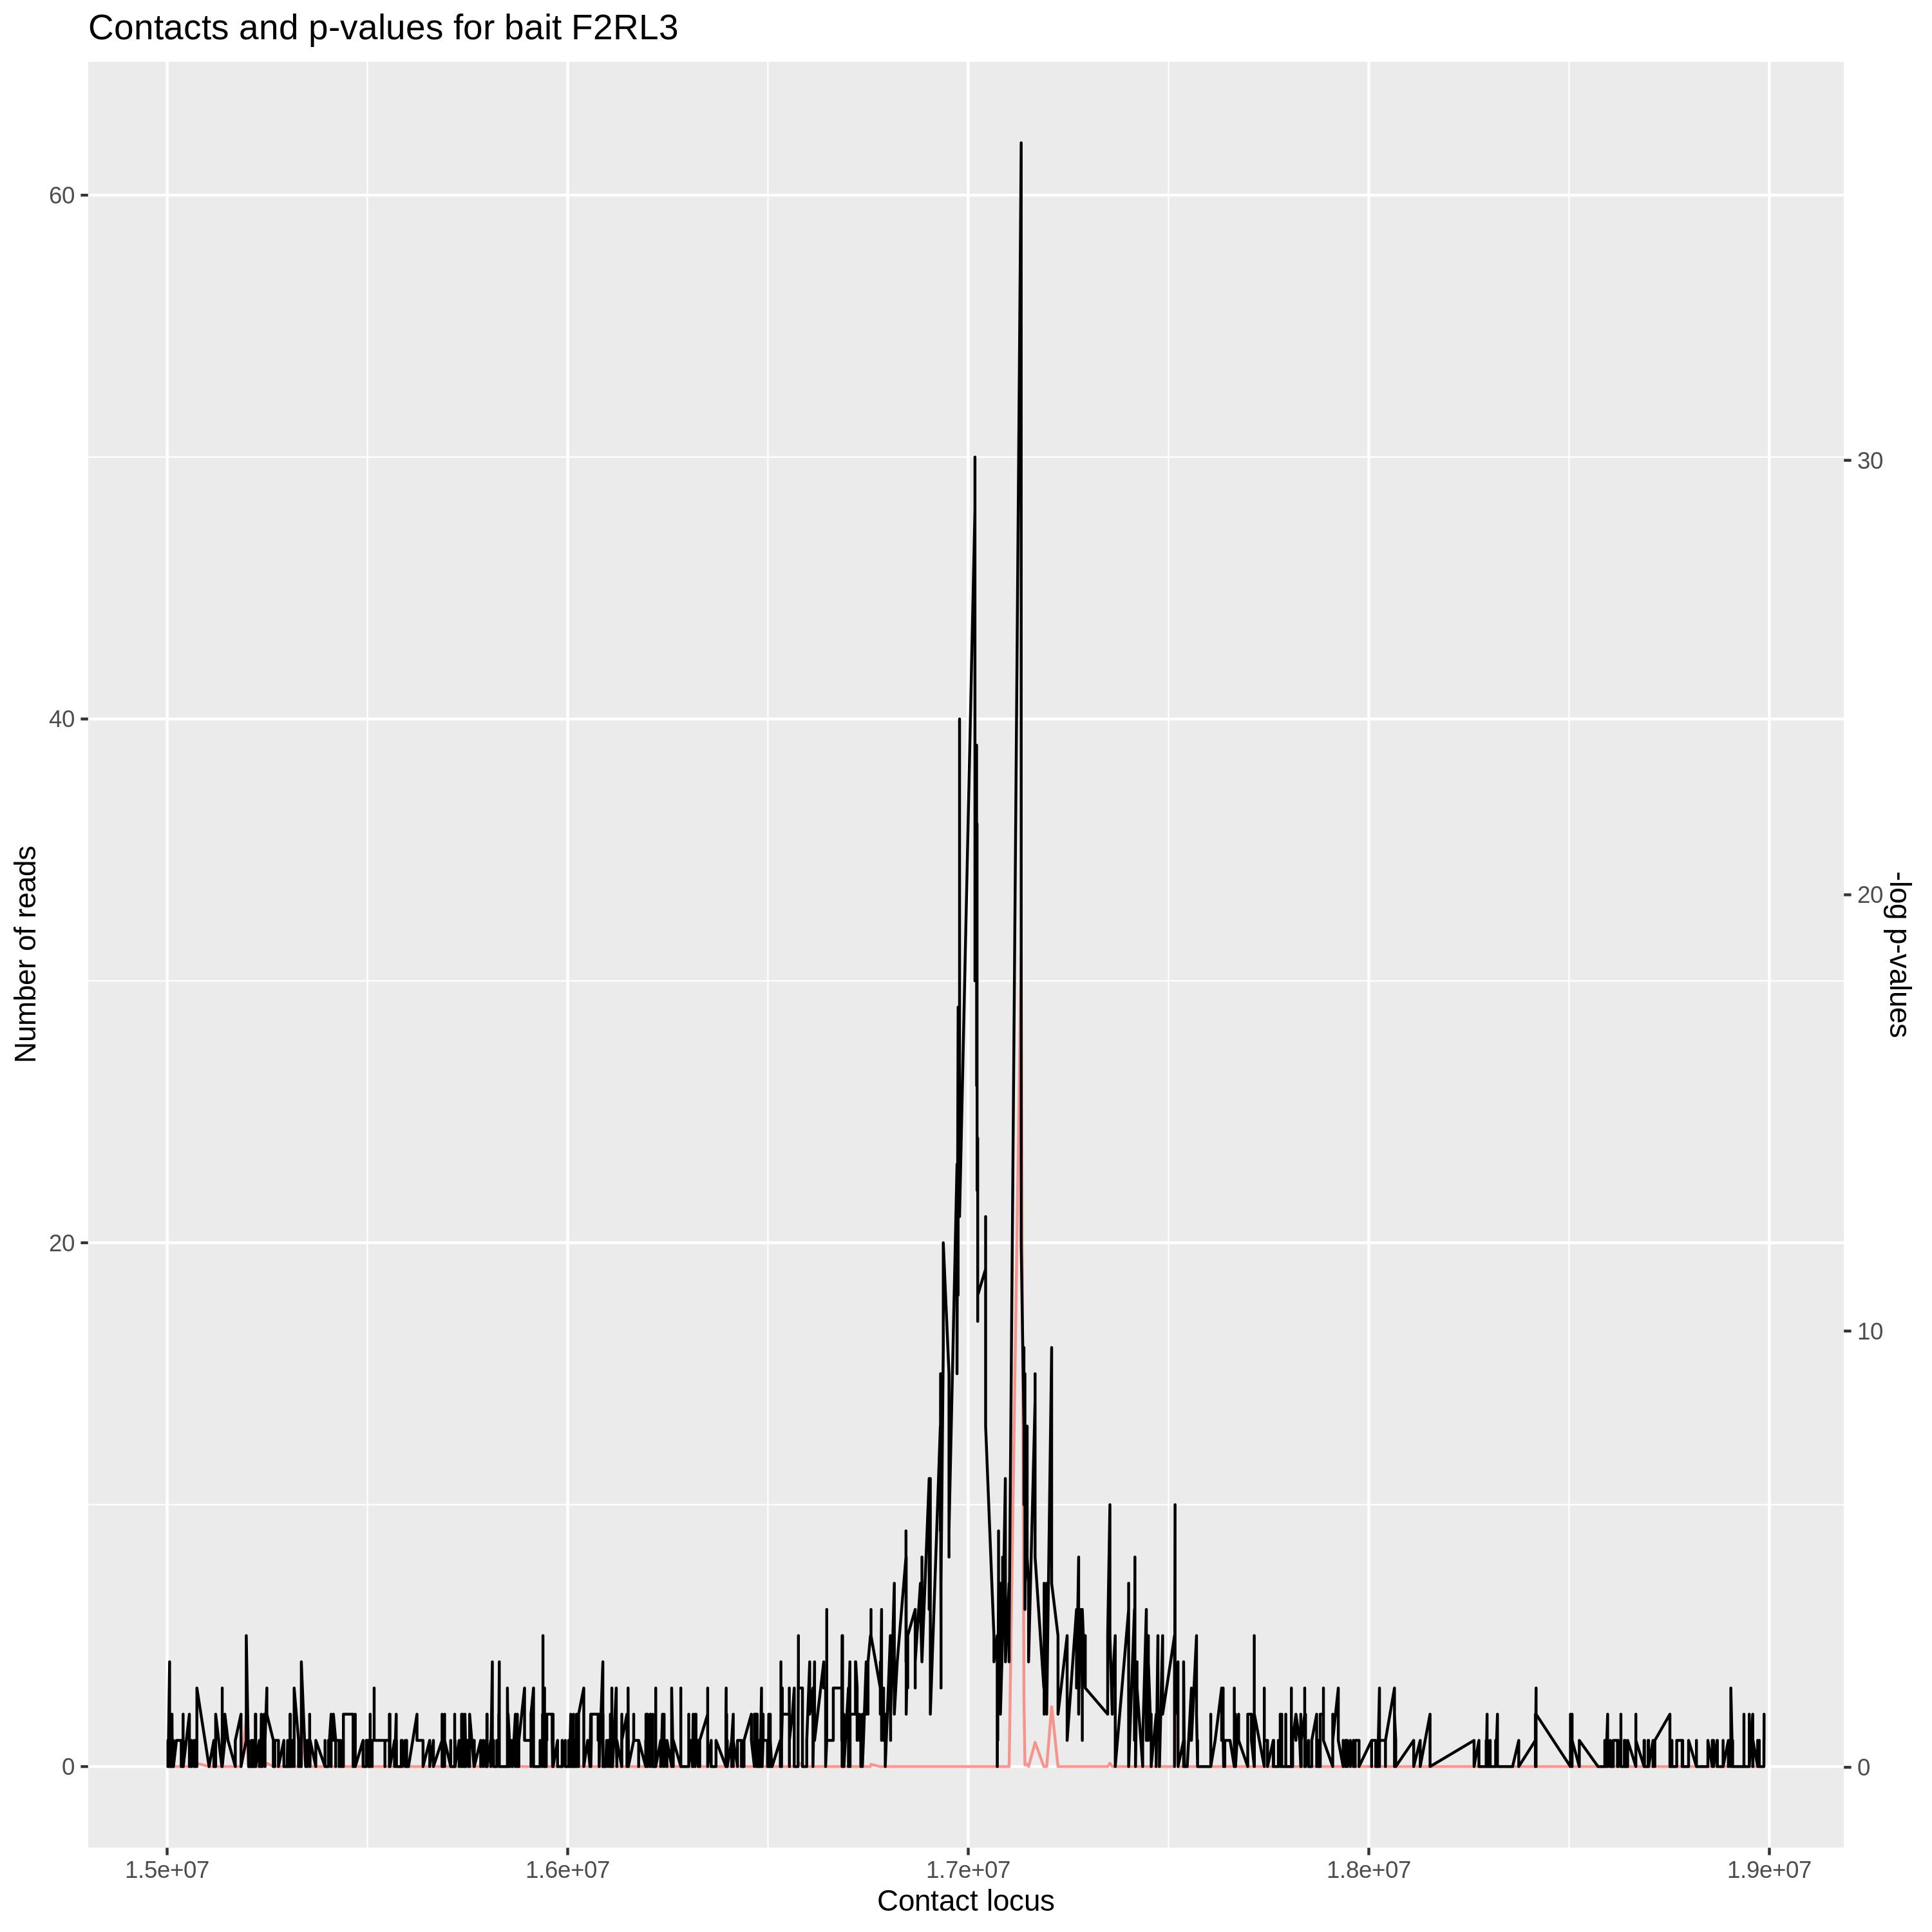 Contacts and p-values for bait F2RL3
Number of reads
60
40
20
0
30
20
10
0
-log p-values
1.5e+07
1.6e+07
1.7e+07
1.8e+07
1.9e+07
Contact locus